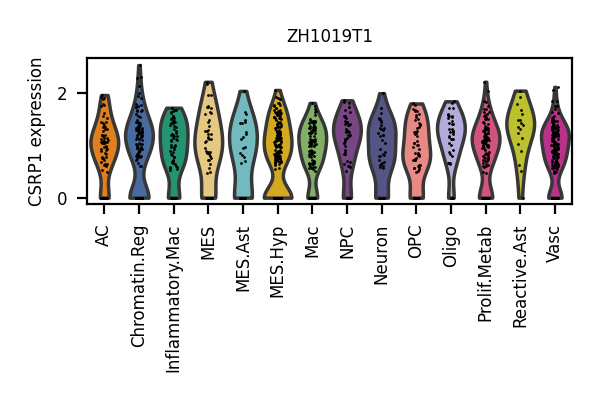 ZH1019T1
CSRP1 expression
2
0
AC
Chromatin.Reg
Inflammatory.Mac
MES
MES.Ast
MES.Hyp
Mac
NPC
Neuron
OPC
Oligo
Prolif.Metab
Reactive.Ast
Vasc